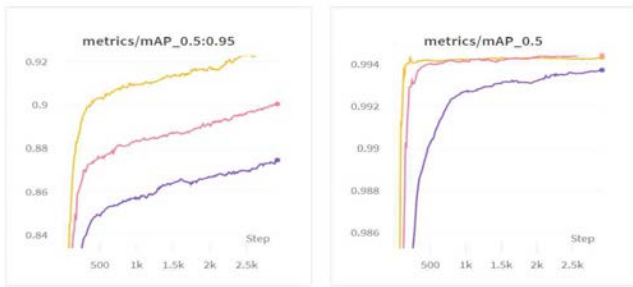 metrics/mAP_0.5:0.95
0.92
0.9
0.88
0.86
0.84
Step
500 1k 1.5k 2k 2.5k
metrics/mAP_0.5
0.994
0.992
0.99
0.988
0.986
Step
500 1k 1.5k 2k 2.5k